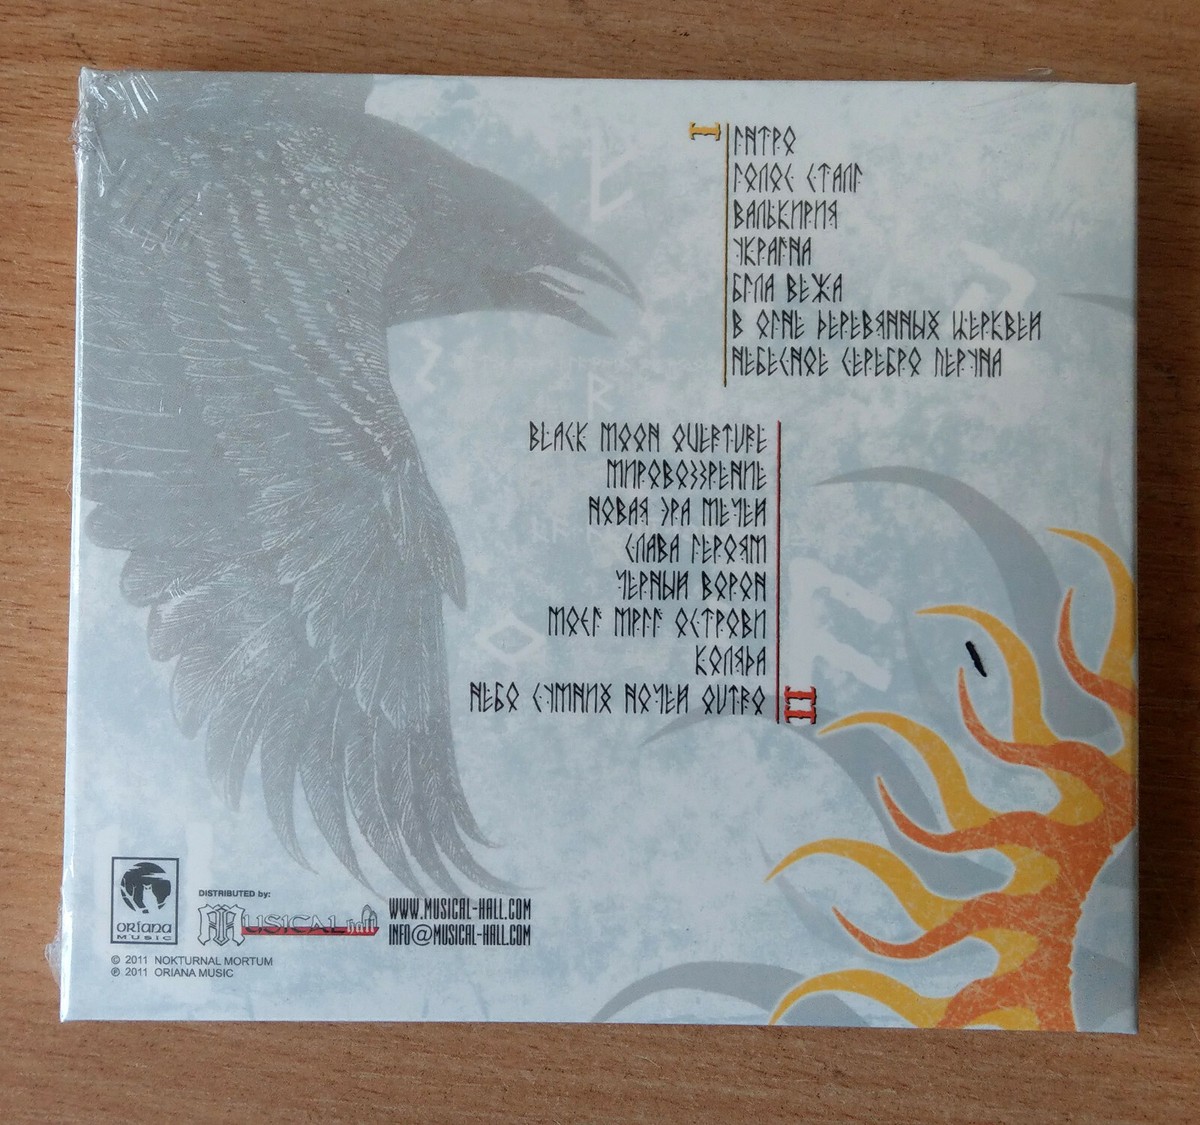 I
ІНТРО
ГОЛОС СТАЛІ
ВАЛЬКИРИЯ
УКРАЇНА
БІЛА ВЕЖА
В ОГНЕ ДЕРЕВЯННЫХ ЦЕРКВЕЙ
НЕБЕСНОЕ СЕРЕБРО ПЕРУНА
BLACK MOON OVERTURE
МИРОВОЗЗРЕНИЕ
НОВАЯ ЭРА МЕЧЕЙ
СЛАВА ГЕРОЯМ
ЧЕРНЫЙ ВОРОН
МОЄЇ МРІЇ ОСТРОВИ
КОЛЯДА
НЕБО СУМНИХ НОЧЕЙ OUTRO
II
ORIANA
MUSIC
DISTRIBUTED by:
MUSICAL hall
WWW.MUSICAL-HALL.COM
INFO@MUSICAL-HALL.COM
© 2011 NOKTURNAL MORTUM
℗ 2011 ORIANA MUSIC